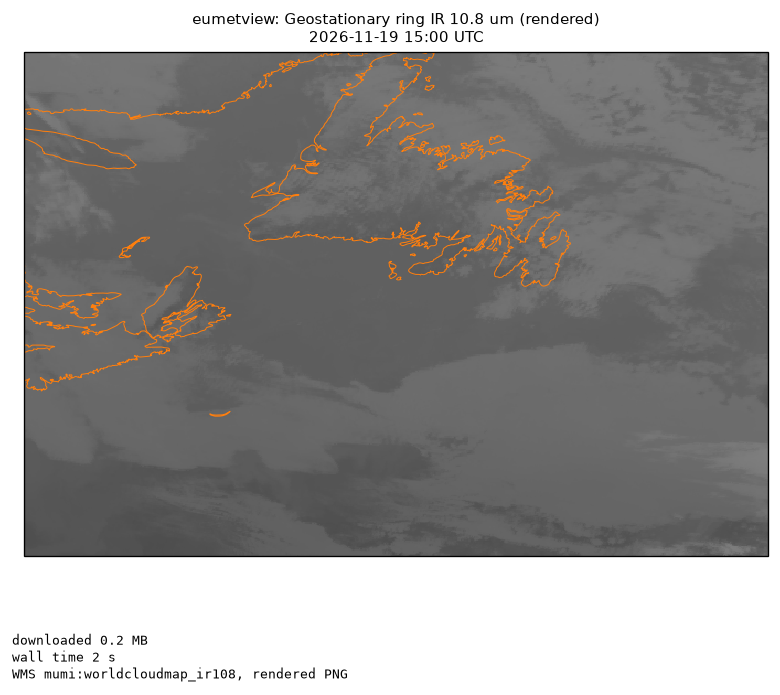 eumetview: Geostationary ring IR 10.8 um (rendered)
2026-11-19 15:00 UTC
downloaded 0.2 MB
wall time 2 s
WMS mumi:worldcloudmap_ir108, rendered PNG